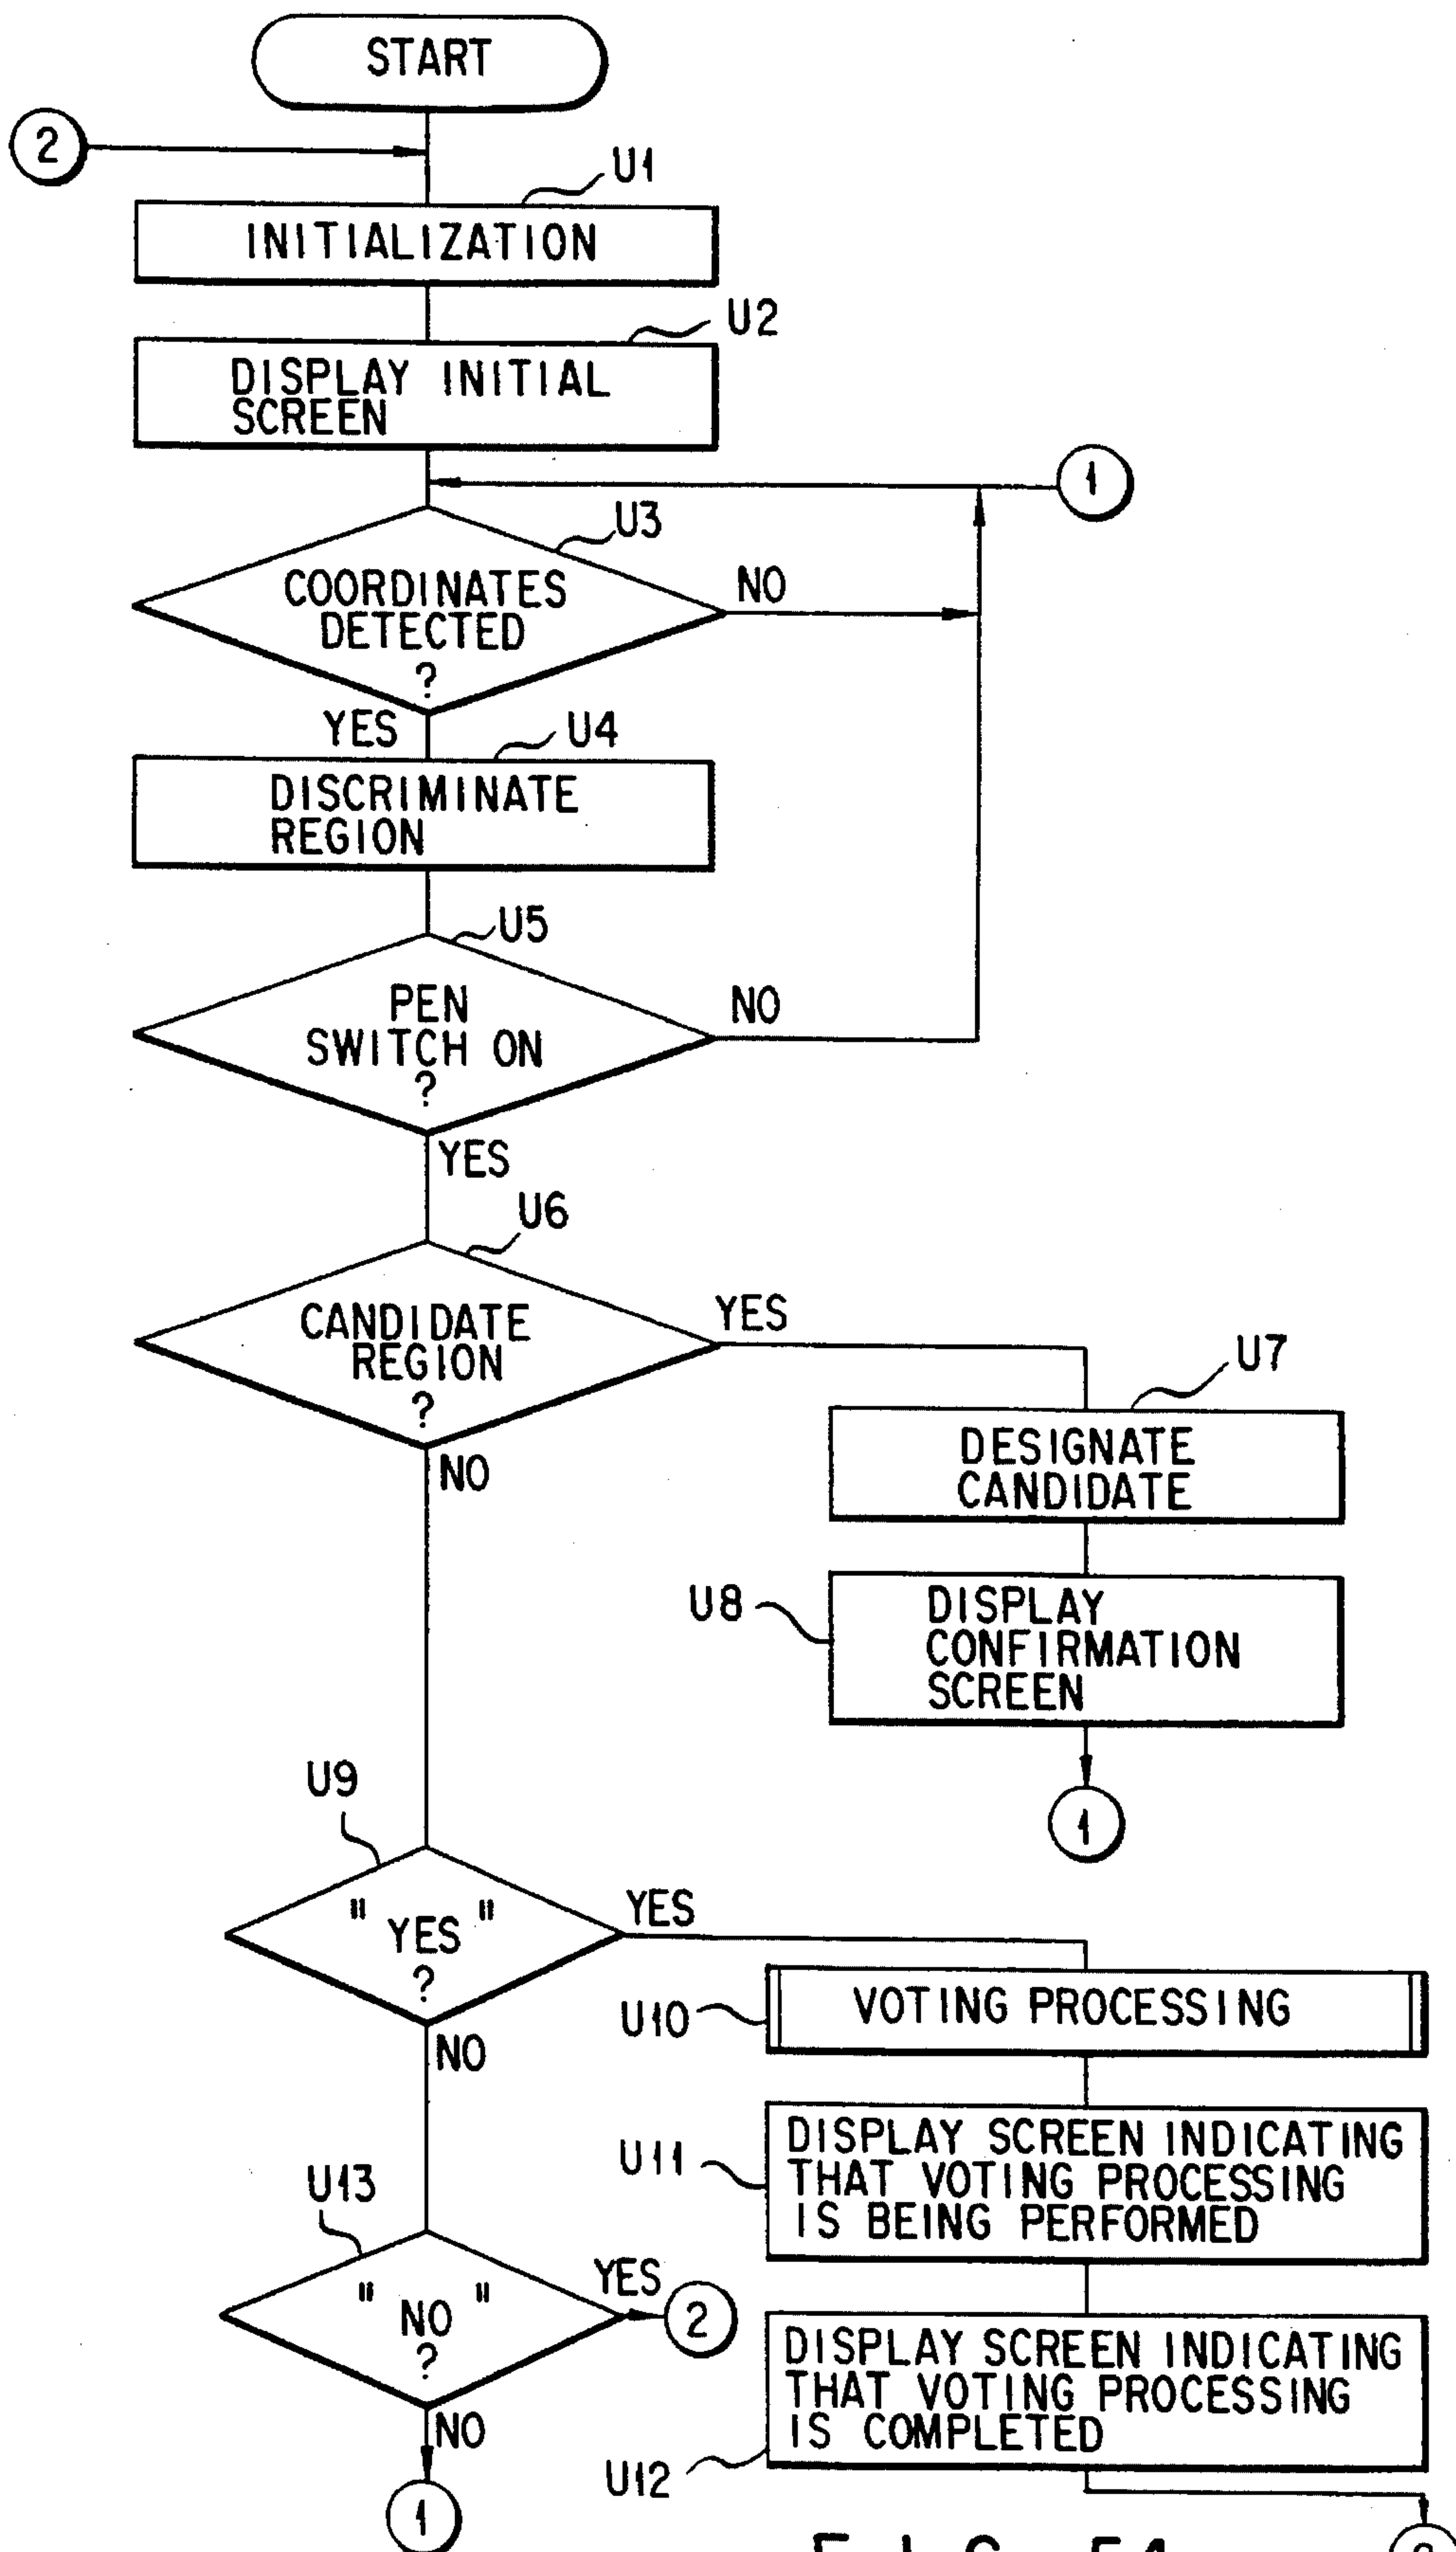 START
2
U1
INITIALIZATION
U2
DISPLAY INITIAL
SCREEN
1
U3
COORDINATES
DETECTED
?
NO
YES
U4
DISCRIMINATE
REGION
U5
PEN
SWITCH ON
?
NO
YES
U6
CANDIDATE
REGION
?
YES
NO
U7
DESIGNATE
CANDIDATE
U8
DISPLAY
CONFIRMATION
SCREEN
1
U9
" YES "
?
YES
NO
U10
VOTING PROCESSING
U11
DISPLAY SCREEN INDICATING
THAT VOTING PROCESSING
IS BEING PERFORMED
U13
" NO "
?
YES
2
NO
1
DISPLAY SCREEN INDICATING
THAT VOTING PROCESSING
IS COMPLETED
U12